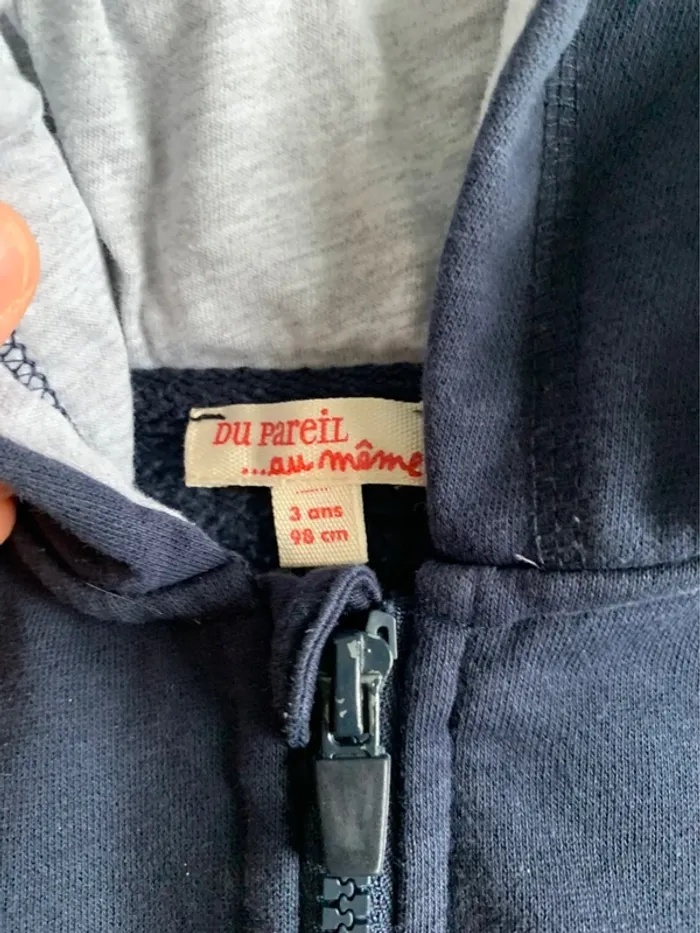 DU PAREIL
...au même
3 ans
98 cm